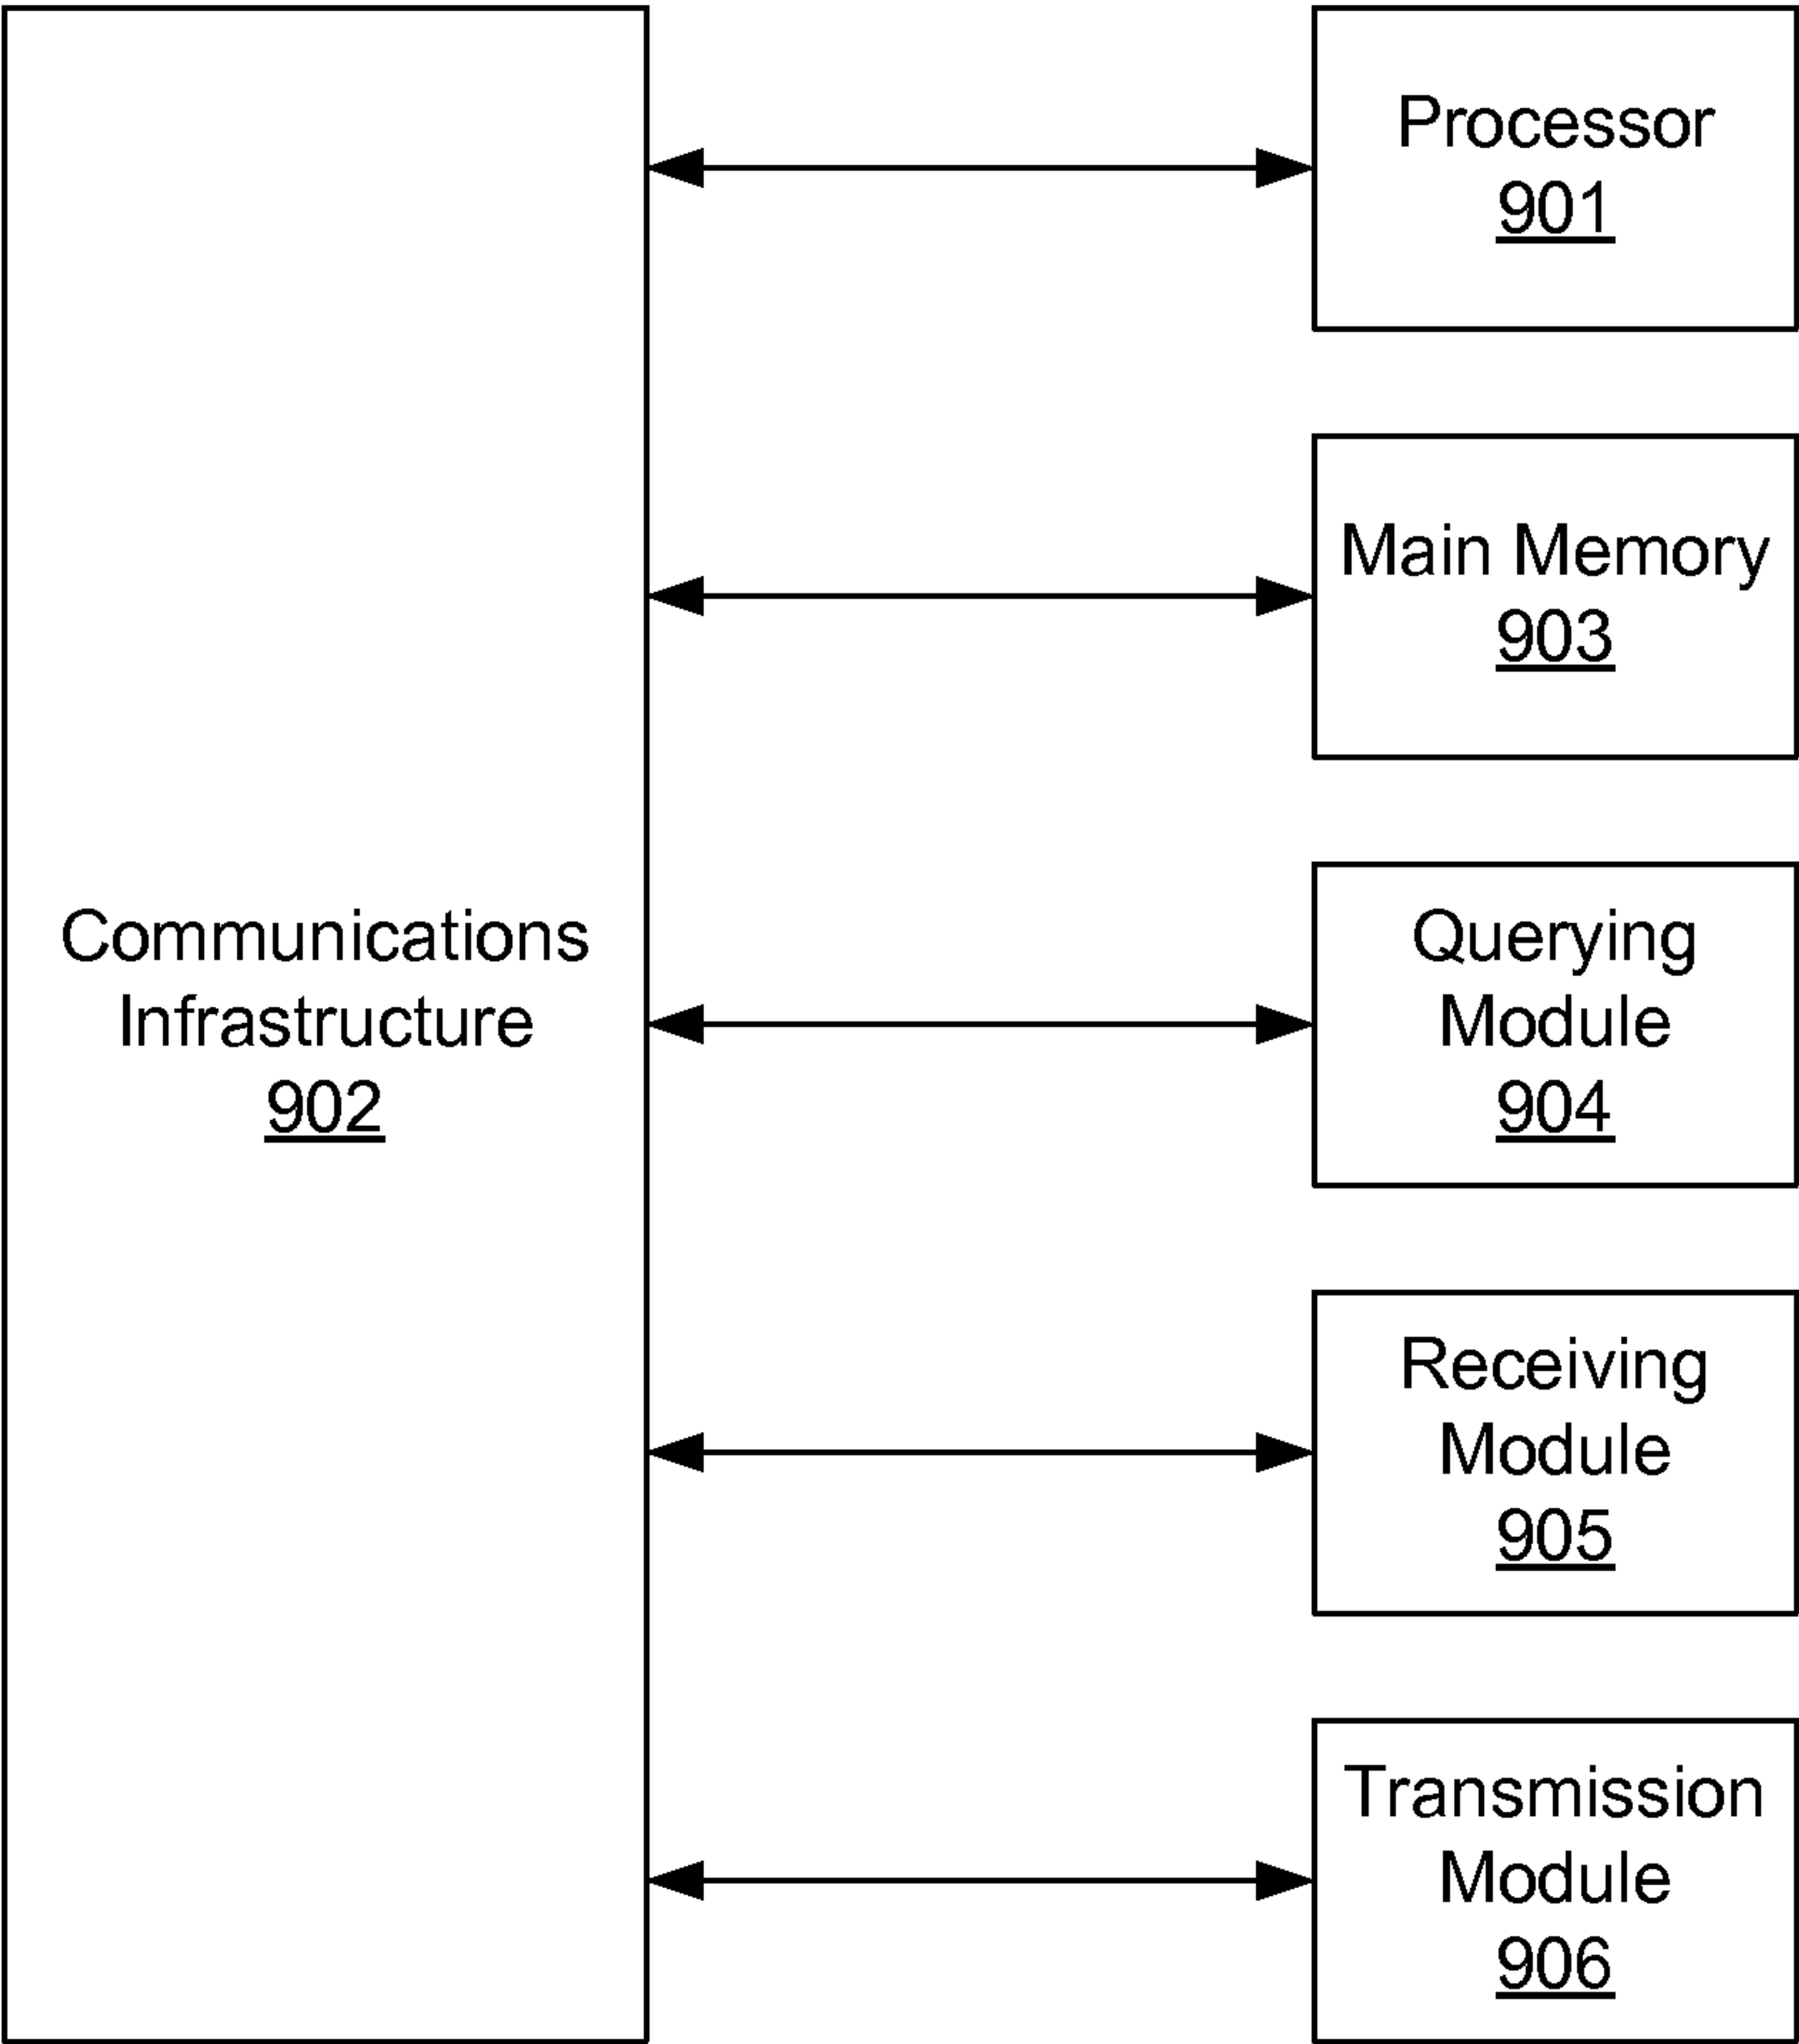 Processor
901
Main Memory
903
Communications
Infrastructure
902
Querying
Module
904
Receiving
Module
905
Transmission
Module
906